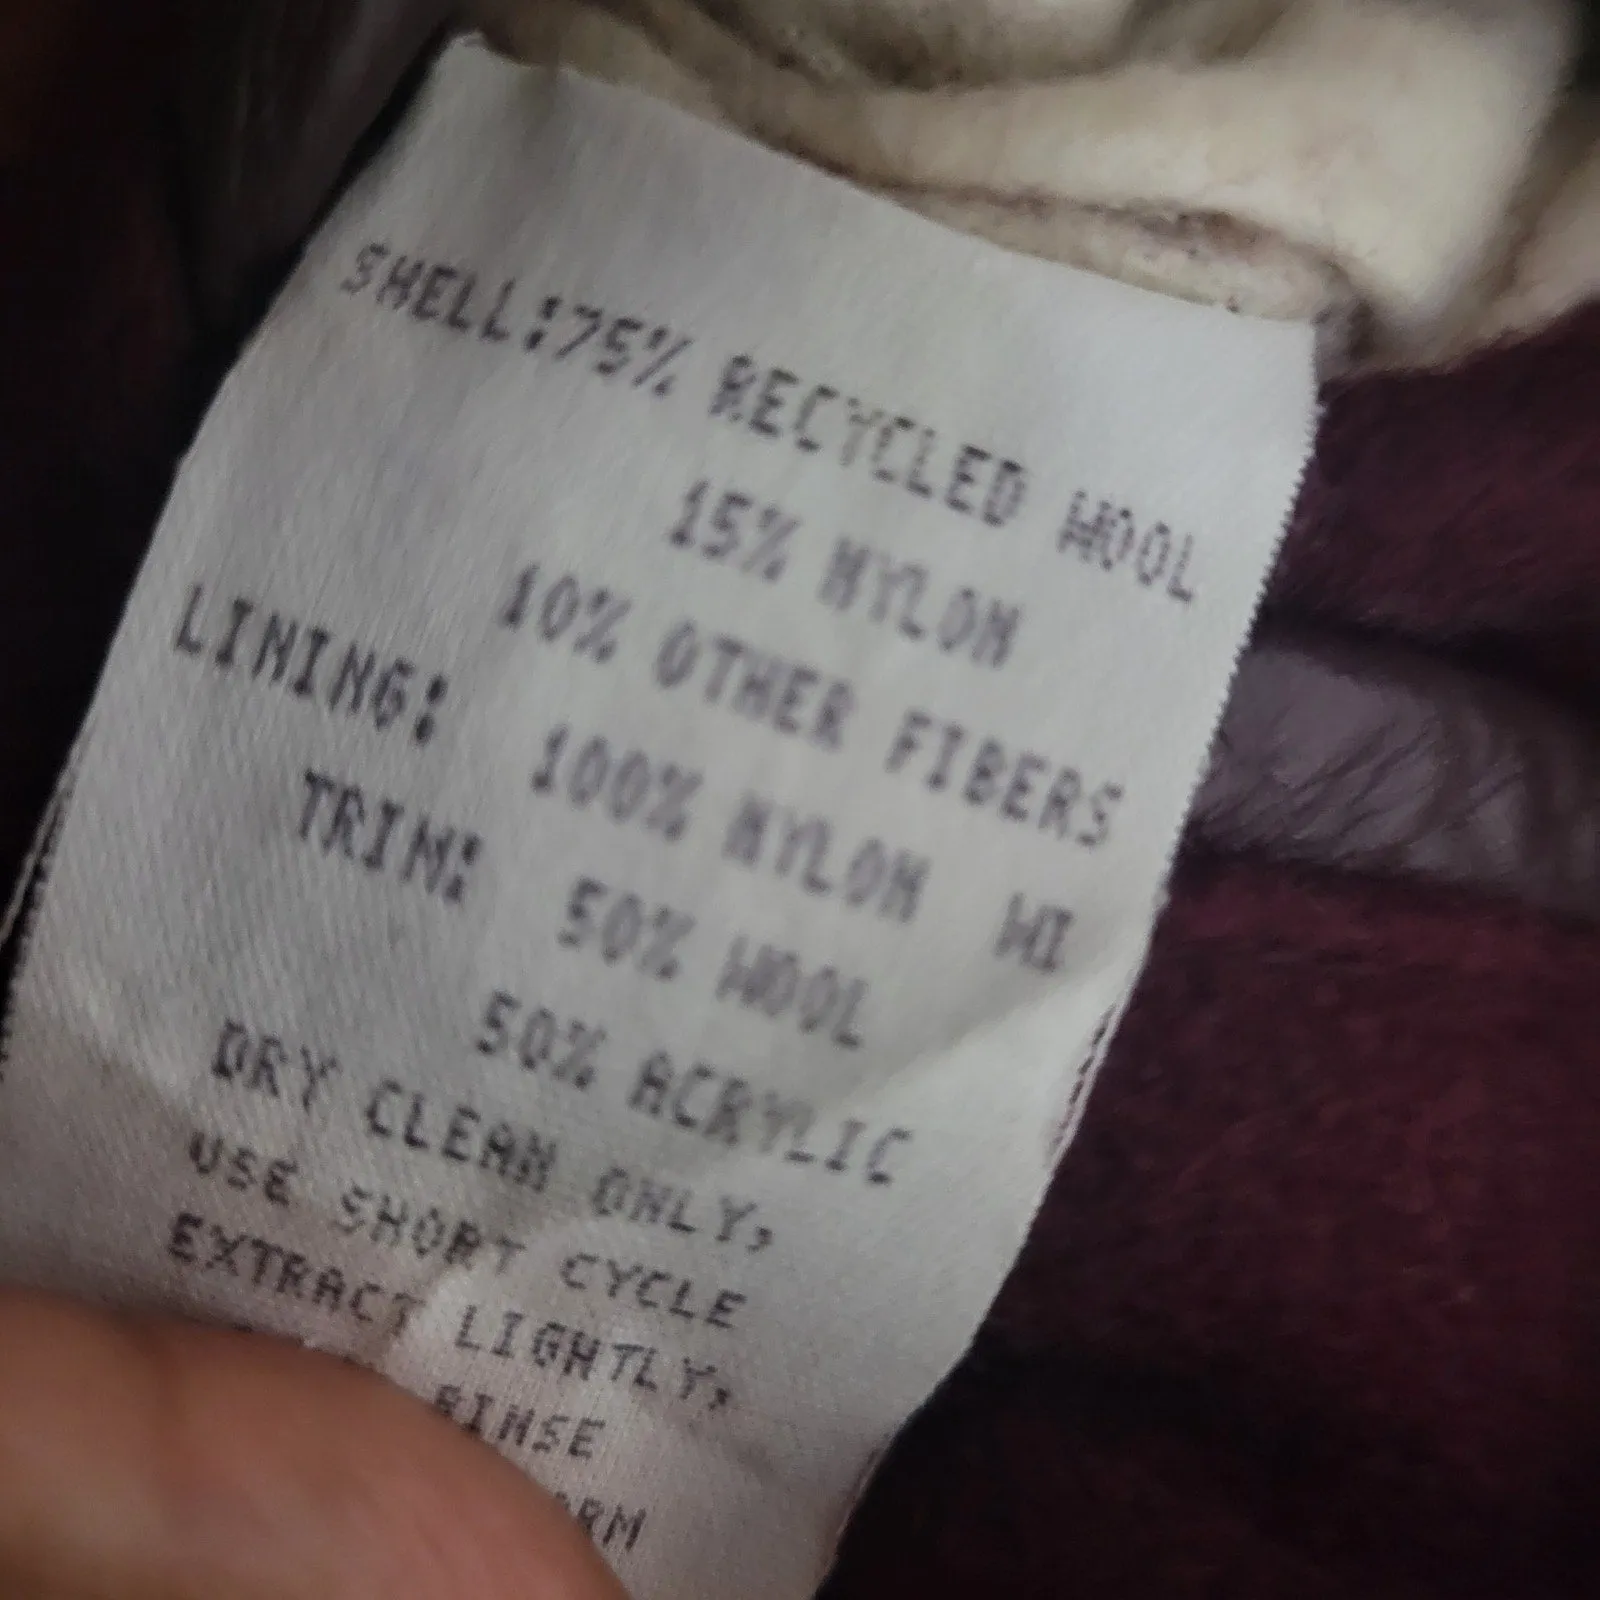 SHELL:75% RECYCLED WOOL
15% NYLON
10% OTHER FIBERS
LINING: 100% NYLON WI
TRIM: 50% WOOL
50% ACRYLIC
DRY CLEAN ONLY,
USE SHORT CYCLE
EXTRACT LIGHTLY,
RINSE